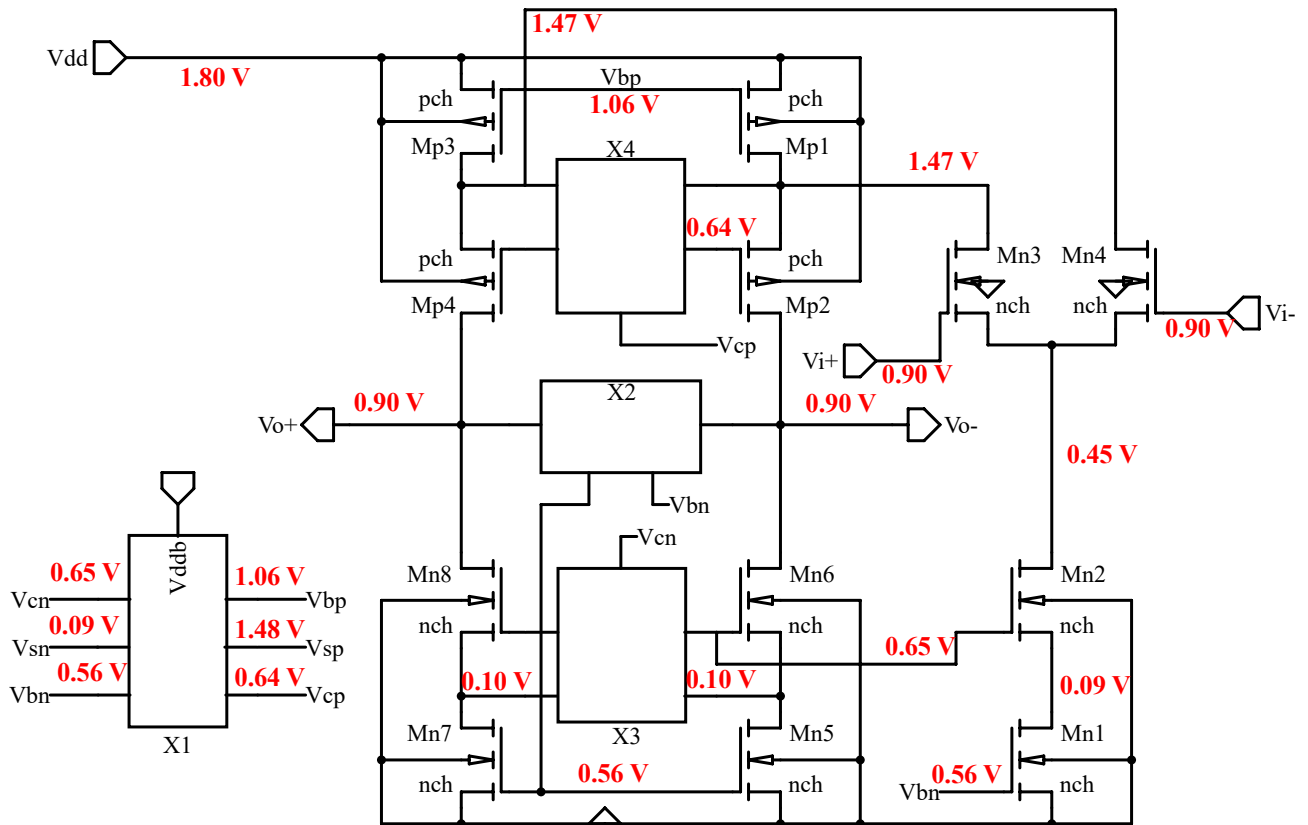 1.47 V
Vdd
1.80 V
Vbp
1.06 V
pch
pch
Mp3
X4
Mp1
1.47 V
0.64 V
pch
pch
Mn3
Mn4
Mp4
Mp2
nch
nch
Vi-
0.90 V
Vcp
Vi+
0.90 V
X2
0.90 V
0.90 V
Vo+
Vo-
0.45 V
Vbn
Vcn
Vddb
0.65 V
1.06 V
Vcn
Vbp
0.09 V
1.48 V
Vsn
Vsp
0.56 V
0.64 V
Vbn
Vcp
X1
Mn8
Mn6
Mn2
nch
nch
nch
0.65 V
0.10 V
0.10 V
0.09 V
Mn7
X3
Mn5
Mn1
0.56 V
nch
nch
Vbn
0.56 V
nch